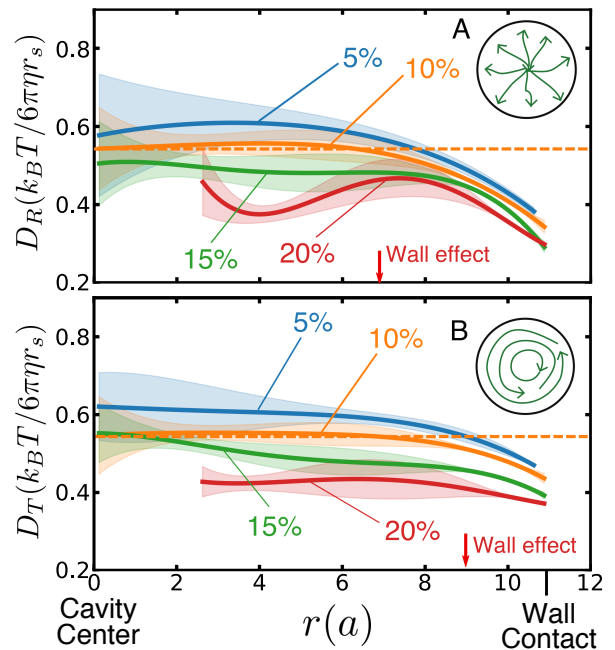 A
5%
10%
0.8
0.6
0.4
0.2
D_R(k_BT/6πηr_s)
15%
20%
Wall effect
B
5%
10%
0.8
0.6
0.4
0.2
D_T(k_BT/6πηr_s)
15%
20%
Wall effect
0 2 4 6 8 10 12
Cavity
Center
r(a)
Wall
Contact